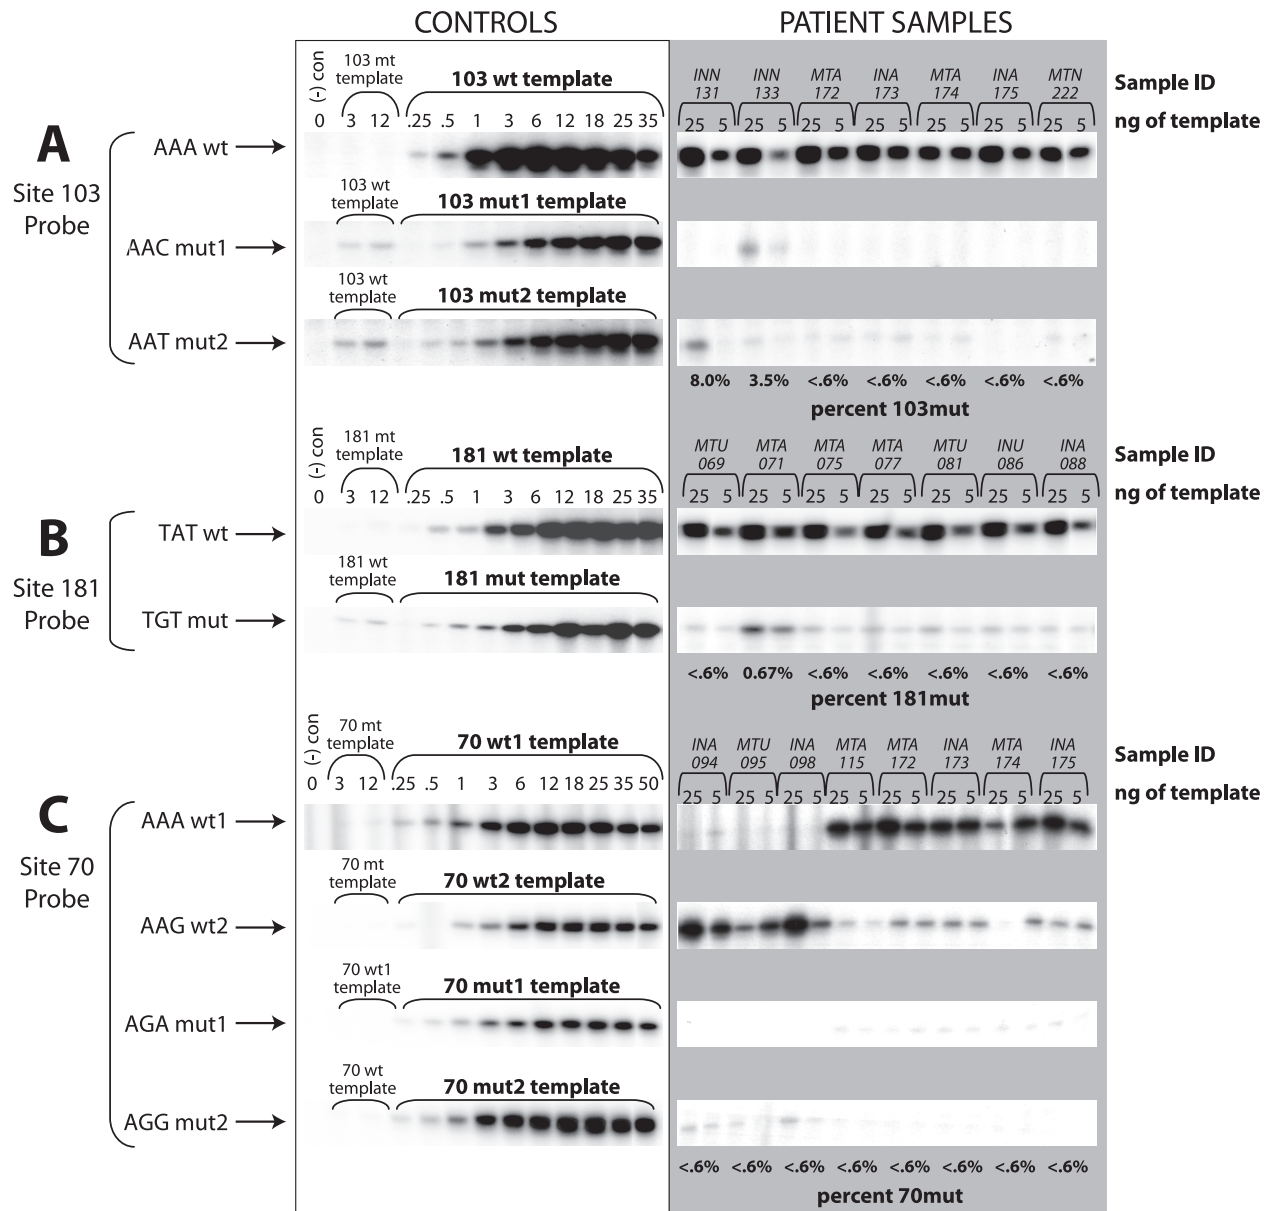 CONTROLS PATIENT SAMPLES
(-) con
103 mt
template
103 wt template
0 3 12 .25 .5 1 3 6 12 18 25 35
INN
131
INN
133
MTA
172
INA
173
MTA
174
INA
175
MTN
222
Sample ID
25 5 25 5 25 5 25 5 25 5 25 5 25 5
ng of template
A
Site 103
Probe
AAA wt
103 wt
template
103 mut1 template
AAC mut1
103 wt
template
103 mut2 template
AAT mut2
8.0% 3.5% <.6% <.6% <.6% <.6% <.6%
percent 103mut
(-) con
181 mt
template
181 wt template
0 3 12 .25 .5 1 3 6 12 18 25 35
MTU
069
MTA
071
MTA
075
MTA
077
MTU
081
INU
086
INA
088
Sample ID
25 5 25 5 25 5 25 5 25 5 25 5 25 5
ng of template
B
Site 181
Probe
TAT wt
181 wt
template
181 mut template
TGT mut
<.6% 0.67% <.6% <.6% <.6% <.6% <.6%
percent 181mut
(-) con
70 mt
template
70 wt1 template
0 3 12 .25 .5 1 3 6 12 18 25 35 50
INA
094
MTU
095
INA
098
MTA
115
MTA
172
INA
173
MTA
174
INA
175
Sample ID
25 5 25 5 25 5 25 5 25 5 25 5 25 5 25 5
ng of template
C
Site 70
Probe
AAA wt1
70 mt
template
70 wt2 template
AAG wt2
70 wt1
template
70 mut1 template
AGA mut1
70 wt
template
70 mut2 template
AGG mut2
<.6% <.6% <.6% <.6% <.6% <.6% <.6% <.6%
percent 70mut